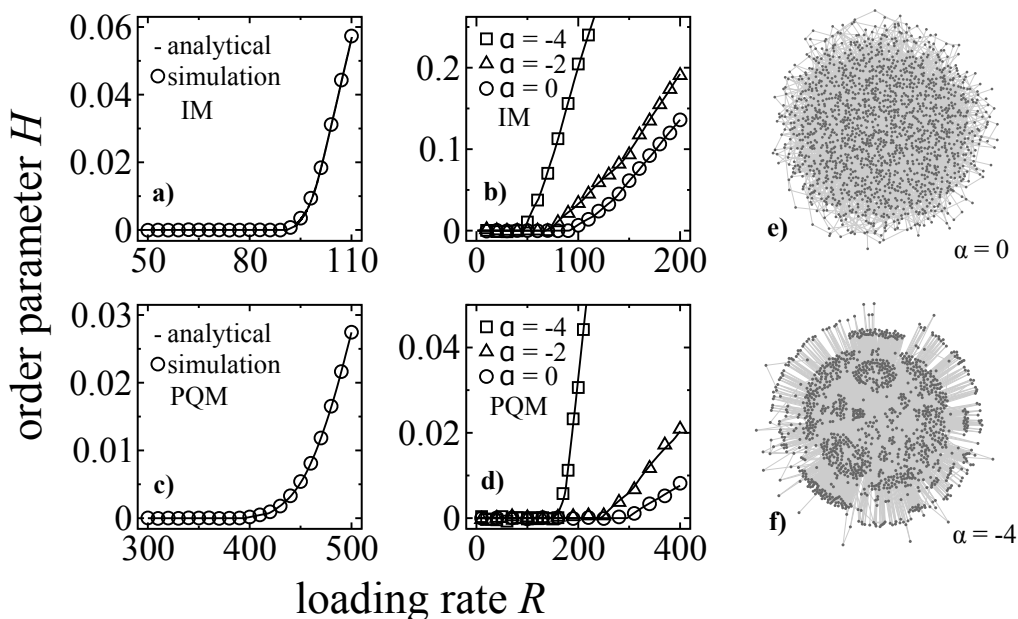 order parameter H
0.06
0.04
0.02
0
- analytical
simulation
IM
a)
50
80
110
0.2
0.1
0
α = -4
α = -2
α = 0
IM
b)
0
100
200
e)
α = 0
0.03
0.02
0.01
0
- analytical
simulation
PQM
c)
300
400
500
0.04
0.02
0
α = -4
α = -2
α = 0
PQM
d)
0
200
400
f)
α = -4
loading rate R